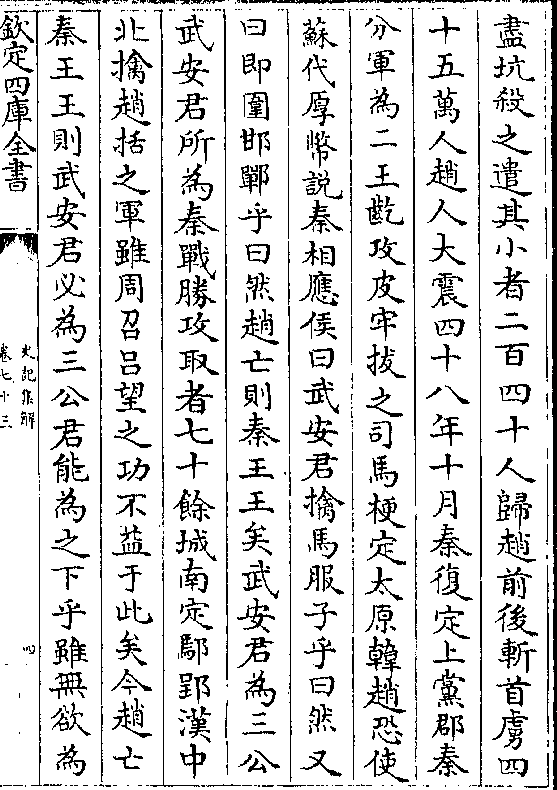 盡坑殺之遣其小者二百四十人歸趙前後斬首虜四
十五萬人趙人大震四十八年十月秦復定上黨郡秦
分軍為二王齕攻皮牢拔之司馬梗定太原韓趙恐使
蘇代厚幣説秦相應侯曰武安君擒馬服子乎曰然又
曰即圍邯鄲乎曰然趙亡則秦王王矣武安君為三公
武安君所為秦戰勝攻取者七十餘城南定鄢郢漢中
北擒趙括之軍雖周召吕望之功不益于此矣今趙亡
秦王王則武安君必為三公君能為之下乎雖無欲為
欽定四庫全書
史記集解
卷七十三
四